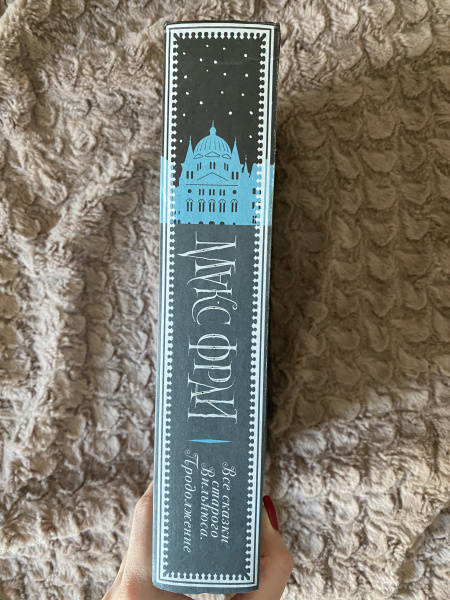 МАКС ФРАЙ
Все сказки
старого
Вильнюса.
Продолжение